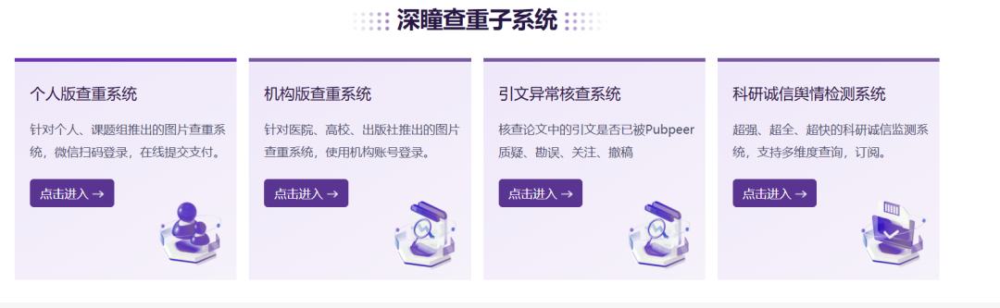 深瞳查重子系统
个人版查重系统
针对个人、课题组推出的图片查重系
统，微信扫码登录，在线提交支付。
点击进入 →
机构版查重系统
针对医院、高校、出版社推出的图片
查重系统，使用机构账号登录。
点击进入 →
引文异常核查系统
核查论文中的引文是否已被Pubpeer
质疑、勘误、关注、撤稿
点击进入 →
科研诚信舆情检测系统
超强、超全、超快的科研诚信监测系
统，支持多维度查询，订阅。
点击进入 →